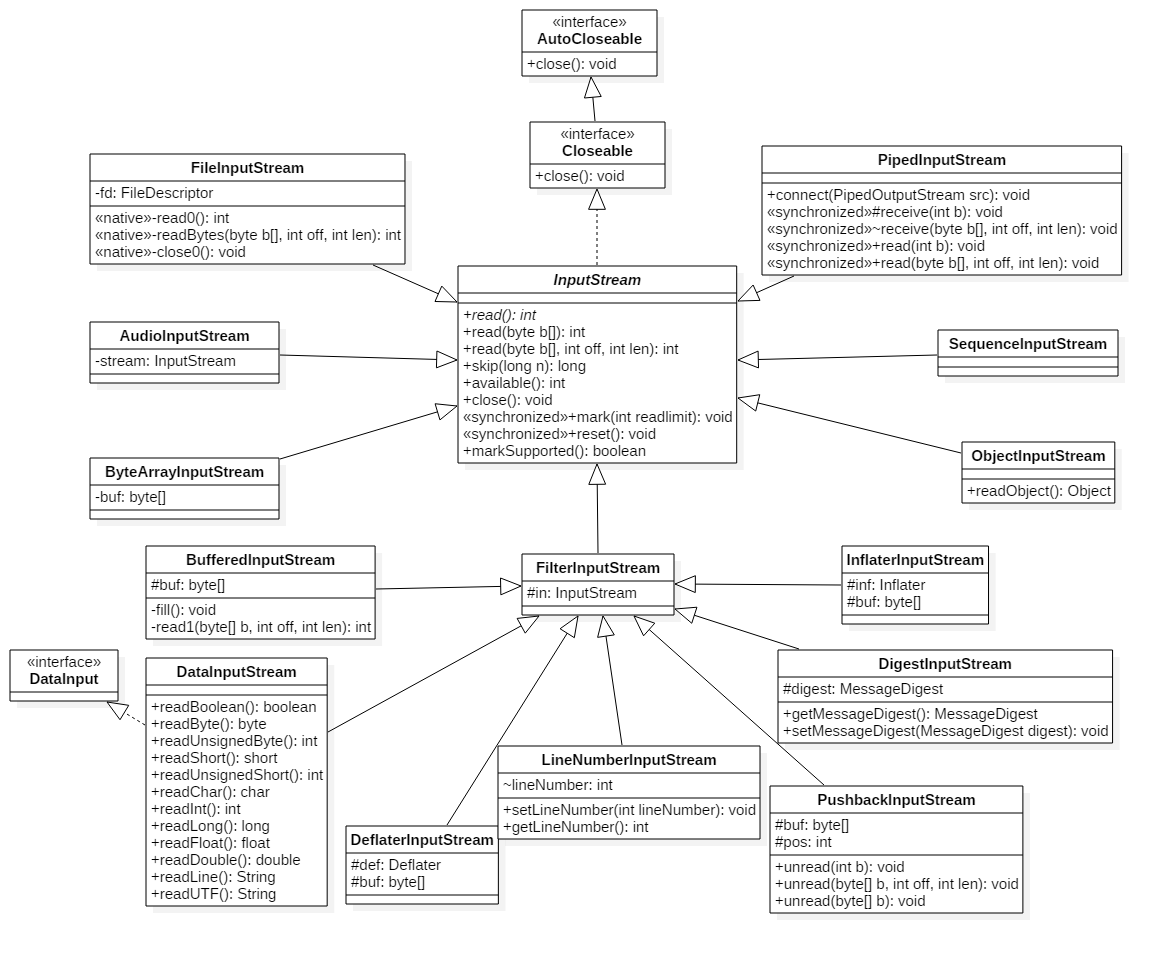 «interface»
AutoCloseable
+close(): void
«interface»
Closeable
+close(): void
FileInputStream
-fd: FileDescriptor
«native»-read0(): int
«native»-readBytes(byte b[], int off, int len): int
«native»-close0(): void
PipedInputStream
+connect(PipedOutputStream src): void
«synchronized»#receive(int b): void
«synchronized»~receive(byte b[], int off, int len): void
«synchronized»+read(int b): void
«synchronized»+read(byte b[], int off, int len): void
InputStream
+read(): int
+read(byte b[]): int
+read(byte b[], int off, int len): int
+skip(long n): long
+available(): int
+close(): void
«synchronized»+mark(int readlimit): void
«synchronized»+reset(): void
+markSupported(): boolean
AudioInputStream
-stream: InputStream
SequenceInputStream
ByteArrayInputStream
-buf: byte[]
ObjectInputStream
+readObject(): Object
BufferedInputStream
#buf: byte[]
-fill(): void
-read1(byte[] b, int off, int len): int
FilterInputStream
#in: InputStream
InflaterInputStream
#inf: Inflater
#buf: byte[]
«interface»
DataInput
DataInputStream
+readBoolean(): boolean
+readByte(): byte
+readUnsignedByte(): int
+readShort(): short
+readUnsignedShort(): int
+readChar(): char
+readInt(): int
+readLong(): long
+readFloat(): float
+readDouble(): double
+readLine(): String
+readUTF(): String
DigestInputStream
#digest: MessageDigest
+getMessageDigest(): MessageDigest
+setMessageDigest(MessageDigest digest): void
LineNumberInputStream
~lineNumber: int
+setLineNumber(int lineNumber): void
+getLineNumber(): int
DeflaterInputStream
#def: Deflater
#buf: byte[]
PushbackInputStream
#buf: byte[]
#pos: int
+unread(int b): void
+unread(byte[] b, int off, int len): void
+unread(byte[] b): void